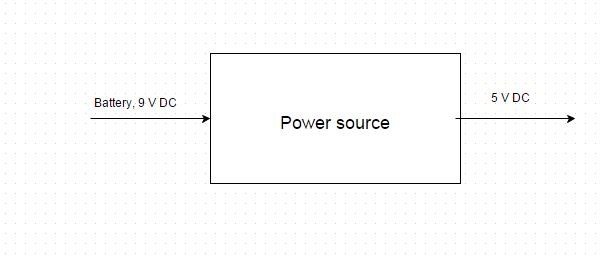 Battery, 9 V DC
Power source
5 V DC